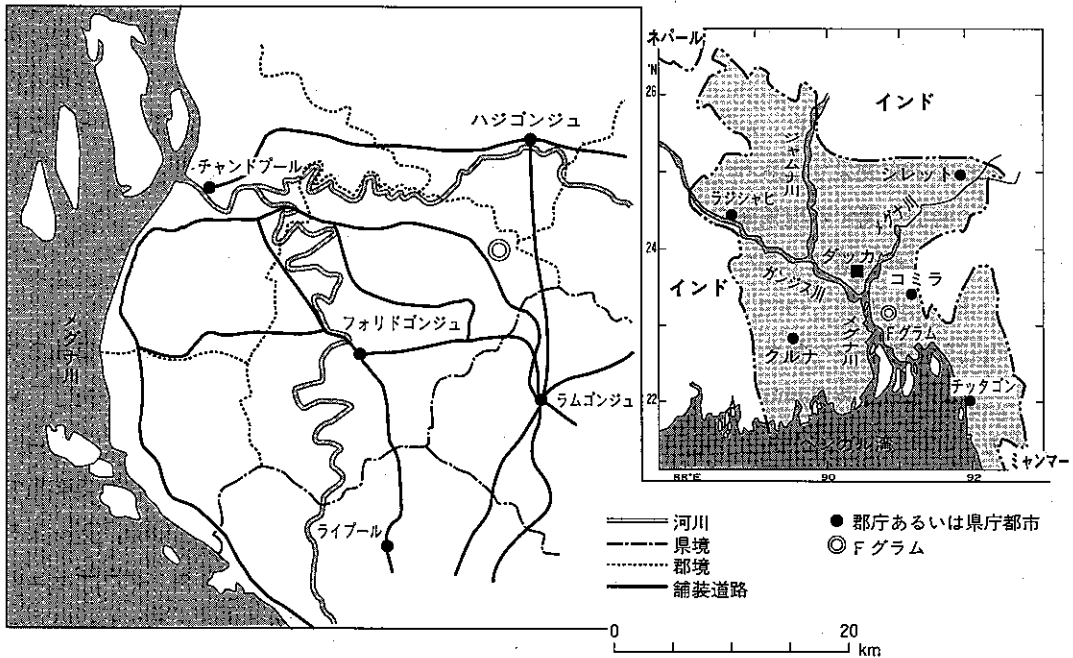 ハジゴンジュ
チャンドプール
メグナ川
フォリドゴンジュ
ラムゴンジュ
ライプール
ネパール
°N
26
24
22
インド
ジャムナ川
シレット
ラジシャヒ
メグナ川
ダッカ
ガンジス川
コミラ
インド
Fグラム
メグナ川
クルナ
チッタゴン
ベンガル湾
ミャンマー
88°E
90
92
河川
県境
郡境
舗装道路
郡庁あるいは県庁都市
Fグラム
0
20
km